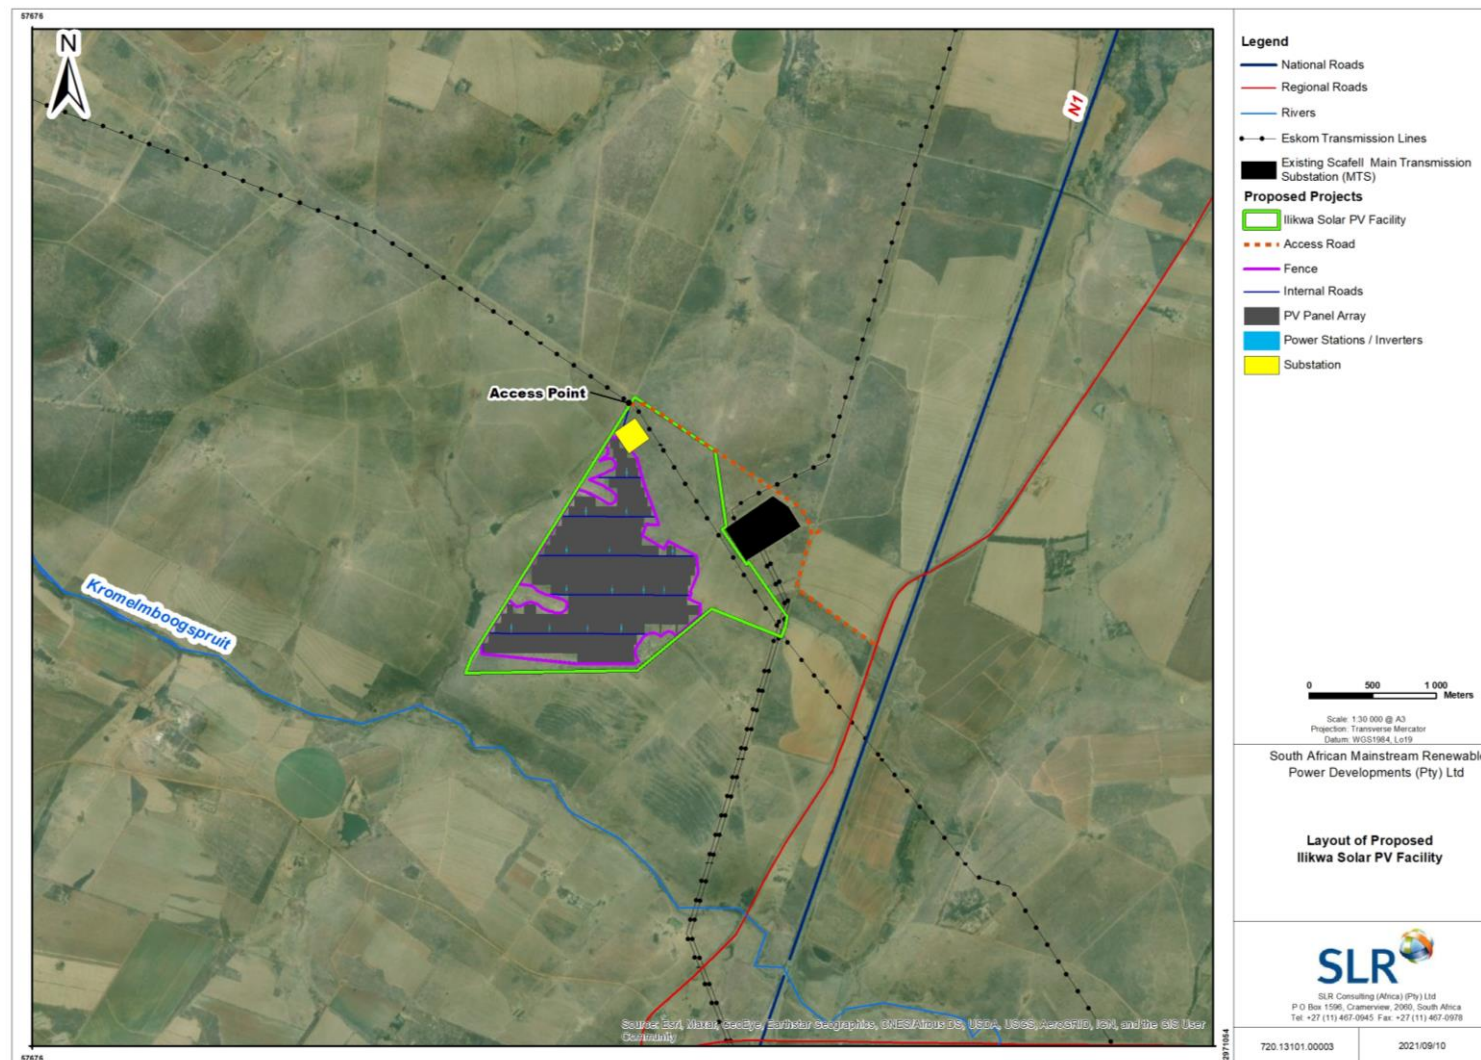 57676
N
N1
Access Point
Kromelmboogspruit
Source: Esri, Maxar, GeoEye, Earthstar Geographics, CNES/Airbus DS, USDA, USGS, AeroGRID, IGN, and the GIS User
Community
57676
2971054
Legend
National Roads
Regional Roads
Rivers
Eskom Transmission Lines
Existing Scafell Main Transmission
Substation (MTS)
Proposed Projects
Ilikwa Solar PV Facility
Access Road
Fence
Internal Roads
PV Panel Array
Power Stations / Inverters
Substation
0 500 1 000
Meters
Scale: 1:30 000 @ A3
Projection: Transverse Mercator
Datum: WGS1984, Lo19
South African Mainstream Renewabl
Power Developments (Pty) Ltd
Layout of Proposed
Ilikwa Solar PV Facility
SLR
SLR Consulting (Africa) (Pty) Ltd
P O Box 1596, Cramerview, 2060, South Africa
Tel: +27 (11) 467-0945 Fax: +27 (11) 467-0978
720.13101.00003
2021/09/10